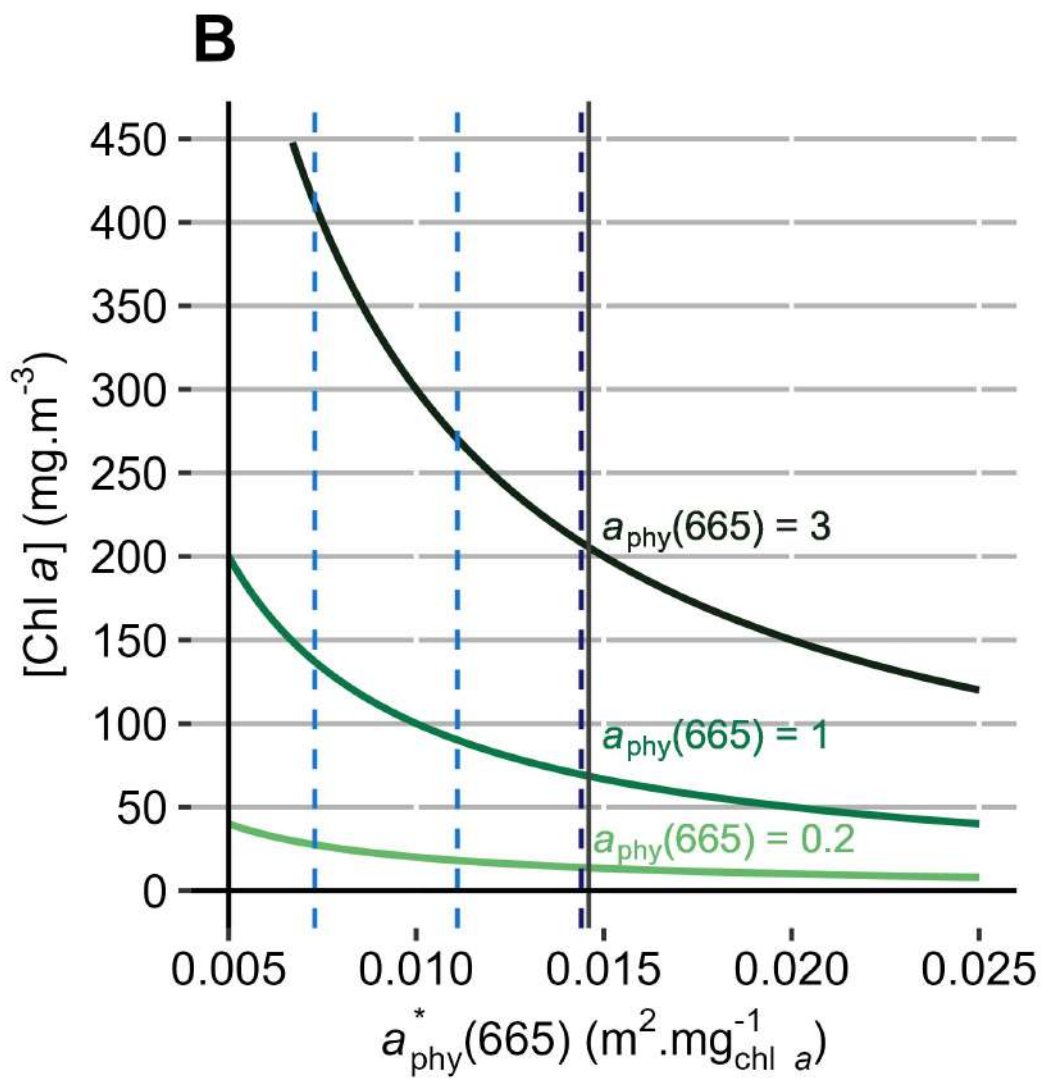 B
[Chl a] (mg.m⁻³)
450
400
350
300
250
200
150
100
50
0
aphy(665) = 3
aphy(665) = 1
aphy(665) = 0.2
0.005 0.010 0.015 0.020 0.025
a*phy(665) (m².mg⁻¹chl a)